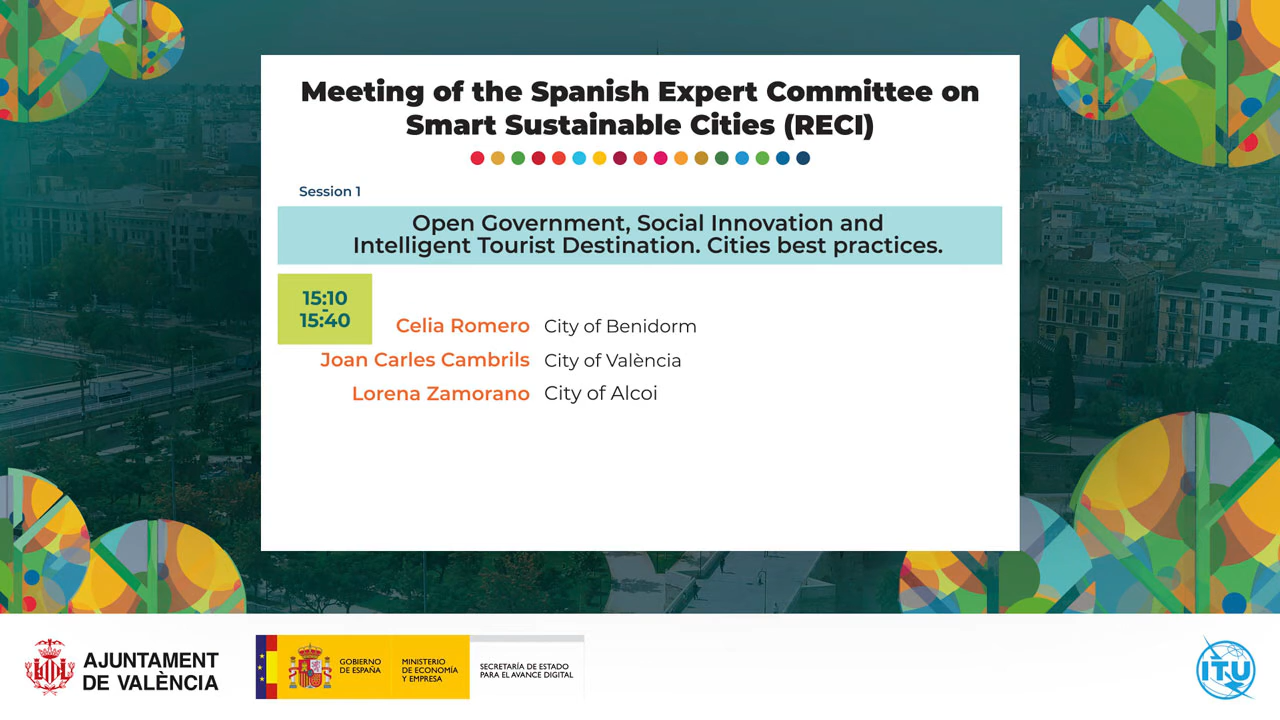 Meeting of the Spanish Expert Committee on
Smart Sustainable Cities (RECI)
Session 1
Open Government, Social Innovation and
Intelligent Tourist Destination. Cities best practices.
15:10
-
15:40
Celia Romero City of Benidorm
Joan Carles Cambrils City of València
Lorena Zamorano City of Alcoi
AJUNTAMENT
DE VALÈNCIA
GOBIERNO
DE ESPAÑA
MINISTERIO
DE ECONOMÍA
Y EMPRESA
SECRETARÍA DE ESTADO
PARA EL AVANCE DIGITAL
ITU